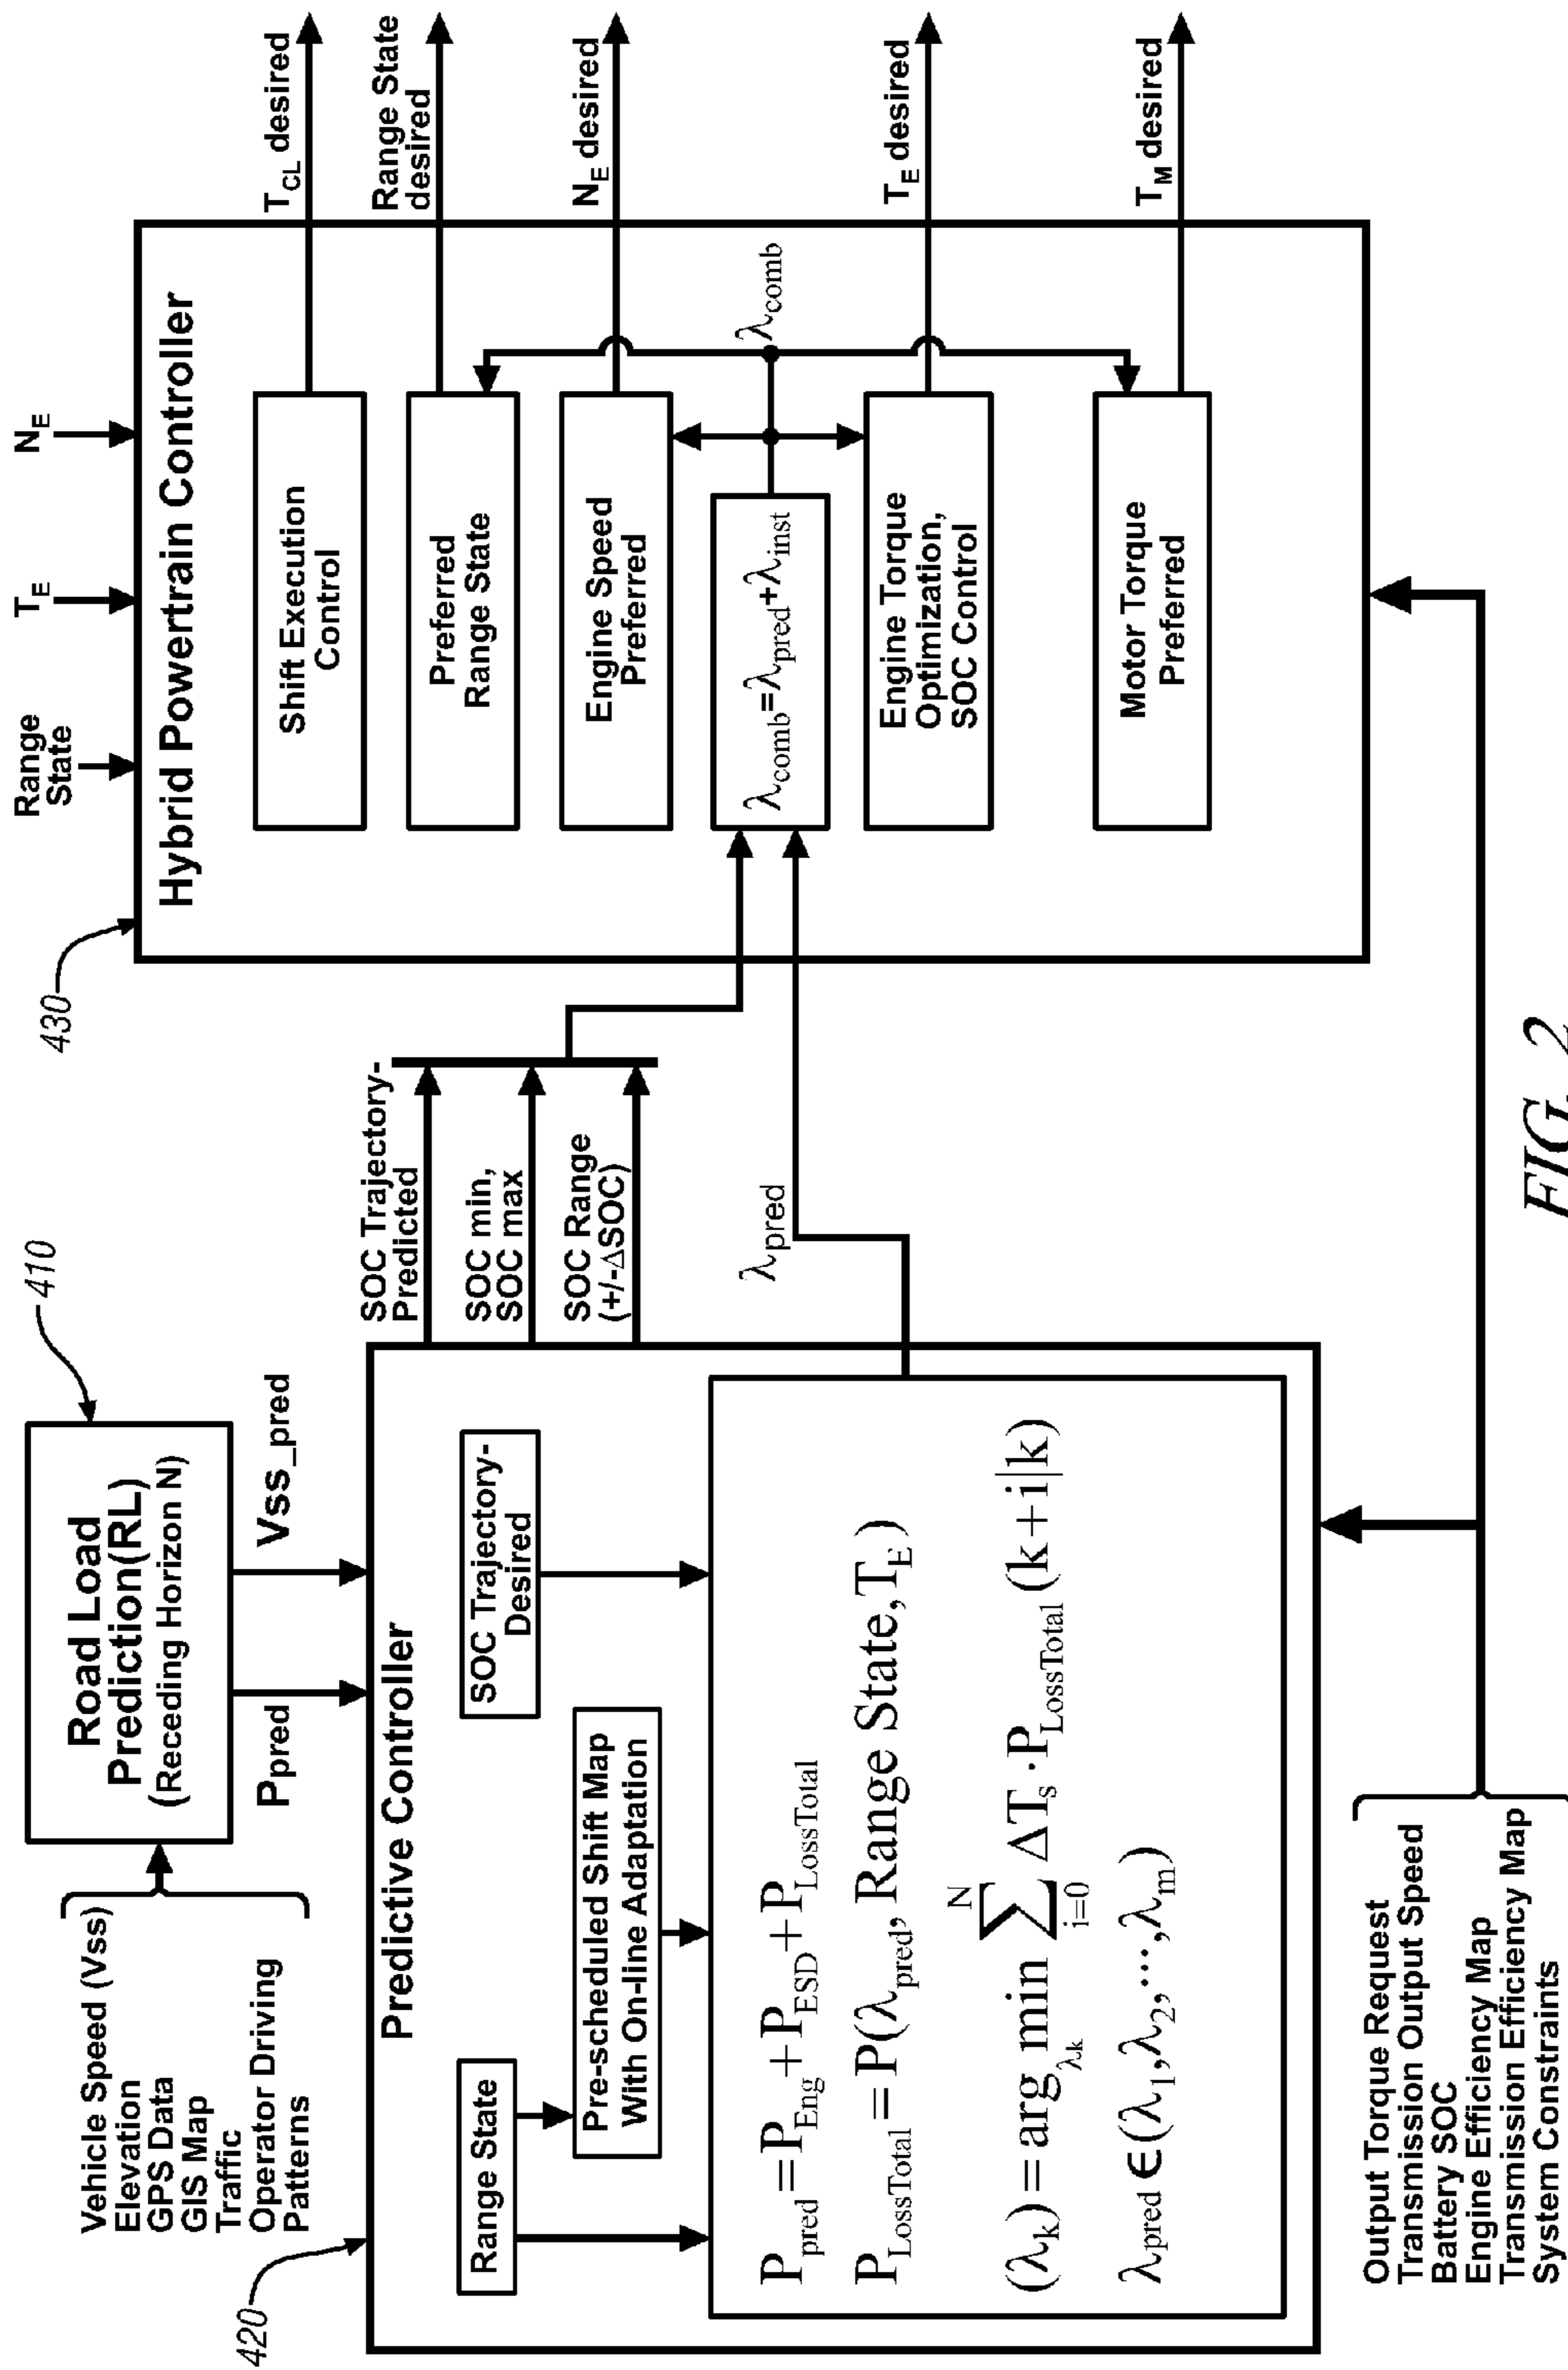 Vehicle Speed (Vss)
Elevation
GPS Data
GIS Map
Traffic
Operator Driving
Patterns
Road Load
Prediction(RL)
(Receding Horizon N)
410
Ppred
Vss_pred
420
Predictive Controller
Range State
Pre-scheduled Shift Map
With On-line Adaptation
SOC Trajectory-
Desired
P_pred = P_Eng + P_ESD + P_LossTotal
P_LossTotal = P(λ_pred, Range State, T_E)
(λ_k) = arg min_λk Σ_{i=0}^{N} ΔT_s · P_LossTotal (k+i|k)
λ_pred ϵ (λ_1, λ_2, ..., λ_m)
SOC Trajectory-
Predicted
SOC min,
SOC max
SOC Range
(+/-ΔSOC)
λ_pred
430
Range
State
T_E
N_E
Hybrid Powertrain Controller
Shift Execution
Control
Preferred
Range State
Engine Speed
Preferred
λ_comb=λ_pred+λ_inst
Engine Torque
Optimization,
SOC Control
Motor Torque
Preferred
λ_comb
T_CL desired
Range State
desired
N_E desired
T_E desired
T_M desired
Output Torque Request
Transmission Output Speed
Battery SOC
Engine Efficiency Map
Transmission Efficiency Map
System Constraints
FIG. 2